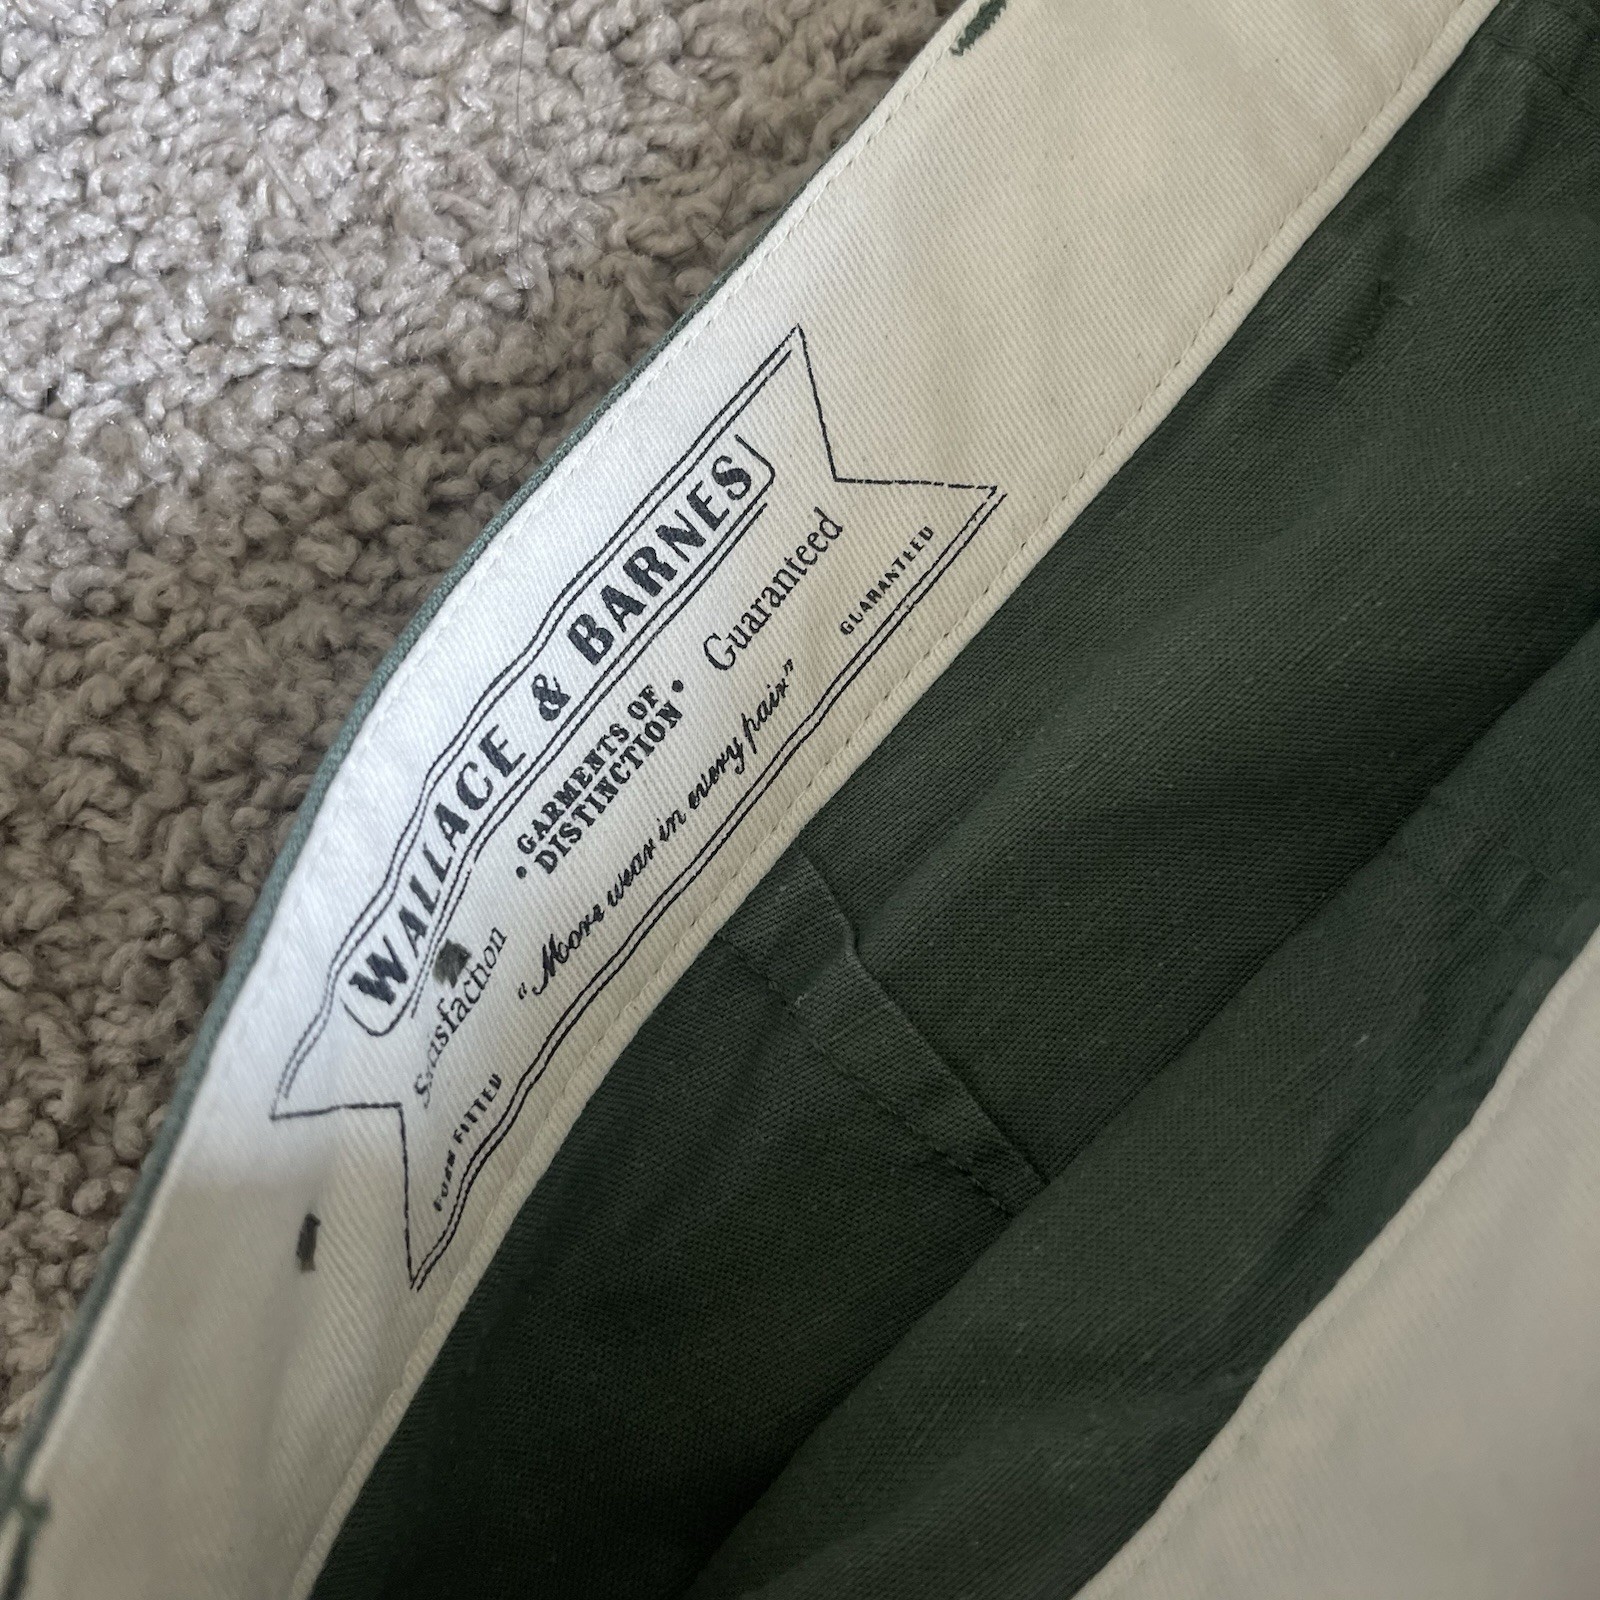 WALLACE & BARNES
Satisfaction • GARMENTS OF DISTINCTION • Guaranteed
"More wear in every pair"
FORM FITTED GUARANTEED